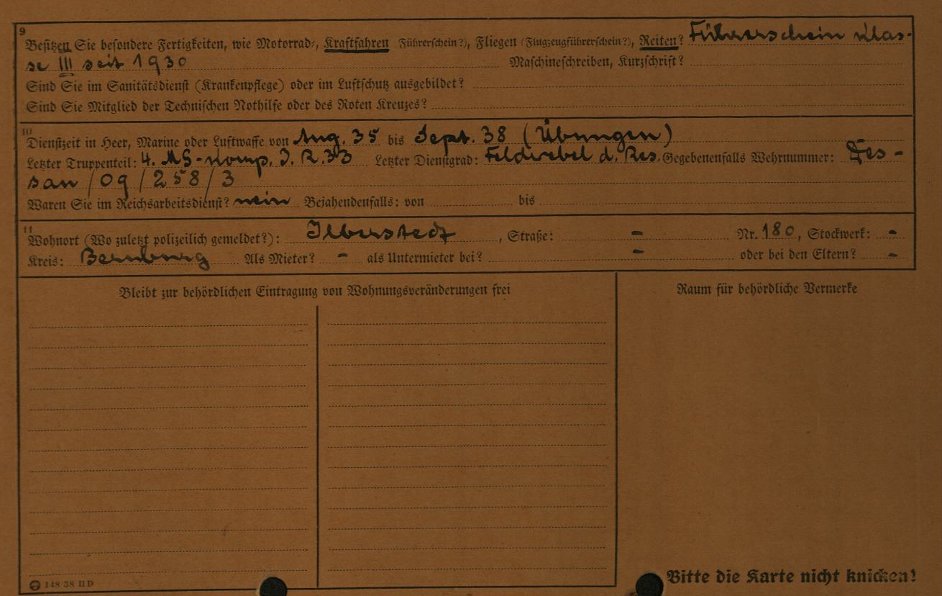 9
Besitzen Sie besondere Fertigkeiten, wie Motorrad-, Kraftfahren (Führerschein?), Fliegen (Flugzeugführerschein?), Reiten? Führerschein Klas-
se III seit 1930 Maschineschreiben, Kurzschrift?
Sind Sie im Sanitätsdienst (Krankenpflege) oder im Luftschutz ausgebildet?
Sind Sie Mitglied der Technischen Nothilfe oder des Roten Kreuzes?
10
Dienstzeit in Heer, Marine oder Luftwaffe von Aug. 35 bis Sept. 38 (Übungen)
Letzter Truppenteil: 4. MG-Komp. I. R. 33 Letzter Dienstgrad: Feldwebel d. Res. Gegebenenfalls Wehrnummer: Des-
sau / 09 / 258 / 3
Waren Sie im Reichsarbeitsdienst? nein Bejahendenfalls: von bis
11
Wohnort (Wo zuletzt polizeilich gemeldet?): Ilberstedt, Straße: - Nr. 180, Stockwerk: -
Kreis: Bernburg Als Mieter? - als Untermieter bei? - oder bei den Eltern? -
Bleibt zur behördlichen Eintragung von Wohnungsveränderungen frei
Raum für behördliche Vermerke
148 38 II D
Bitte die Karte nicht knicken!